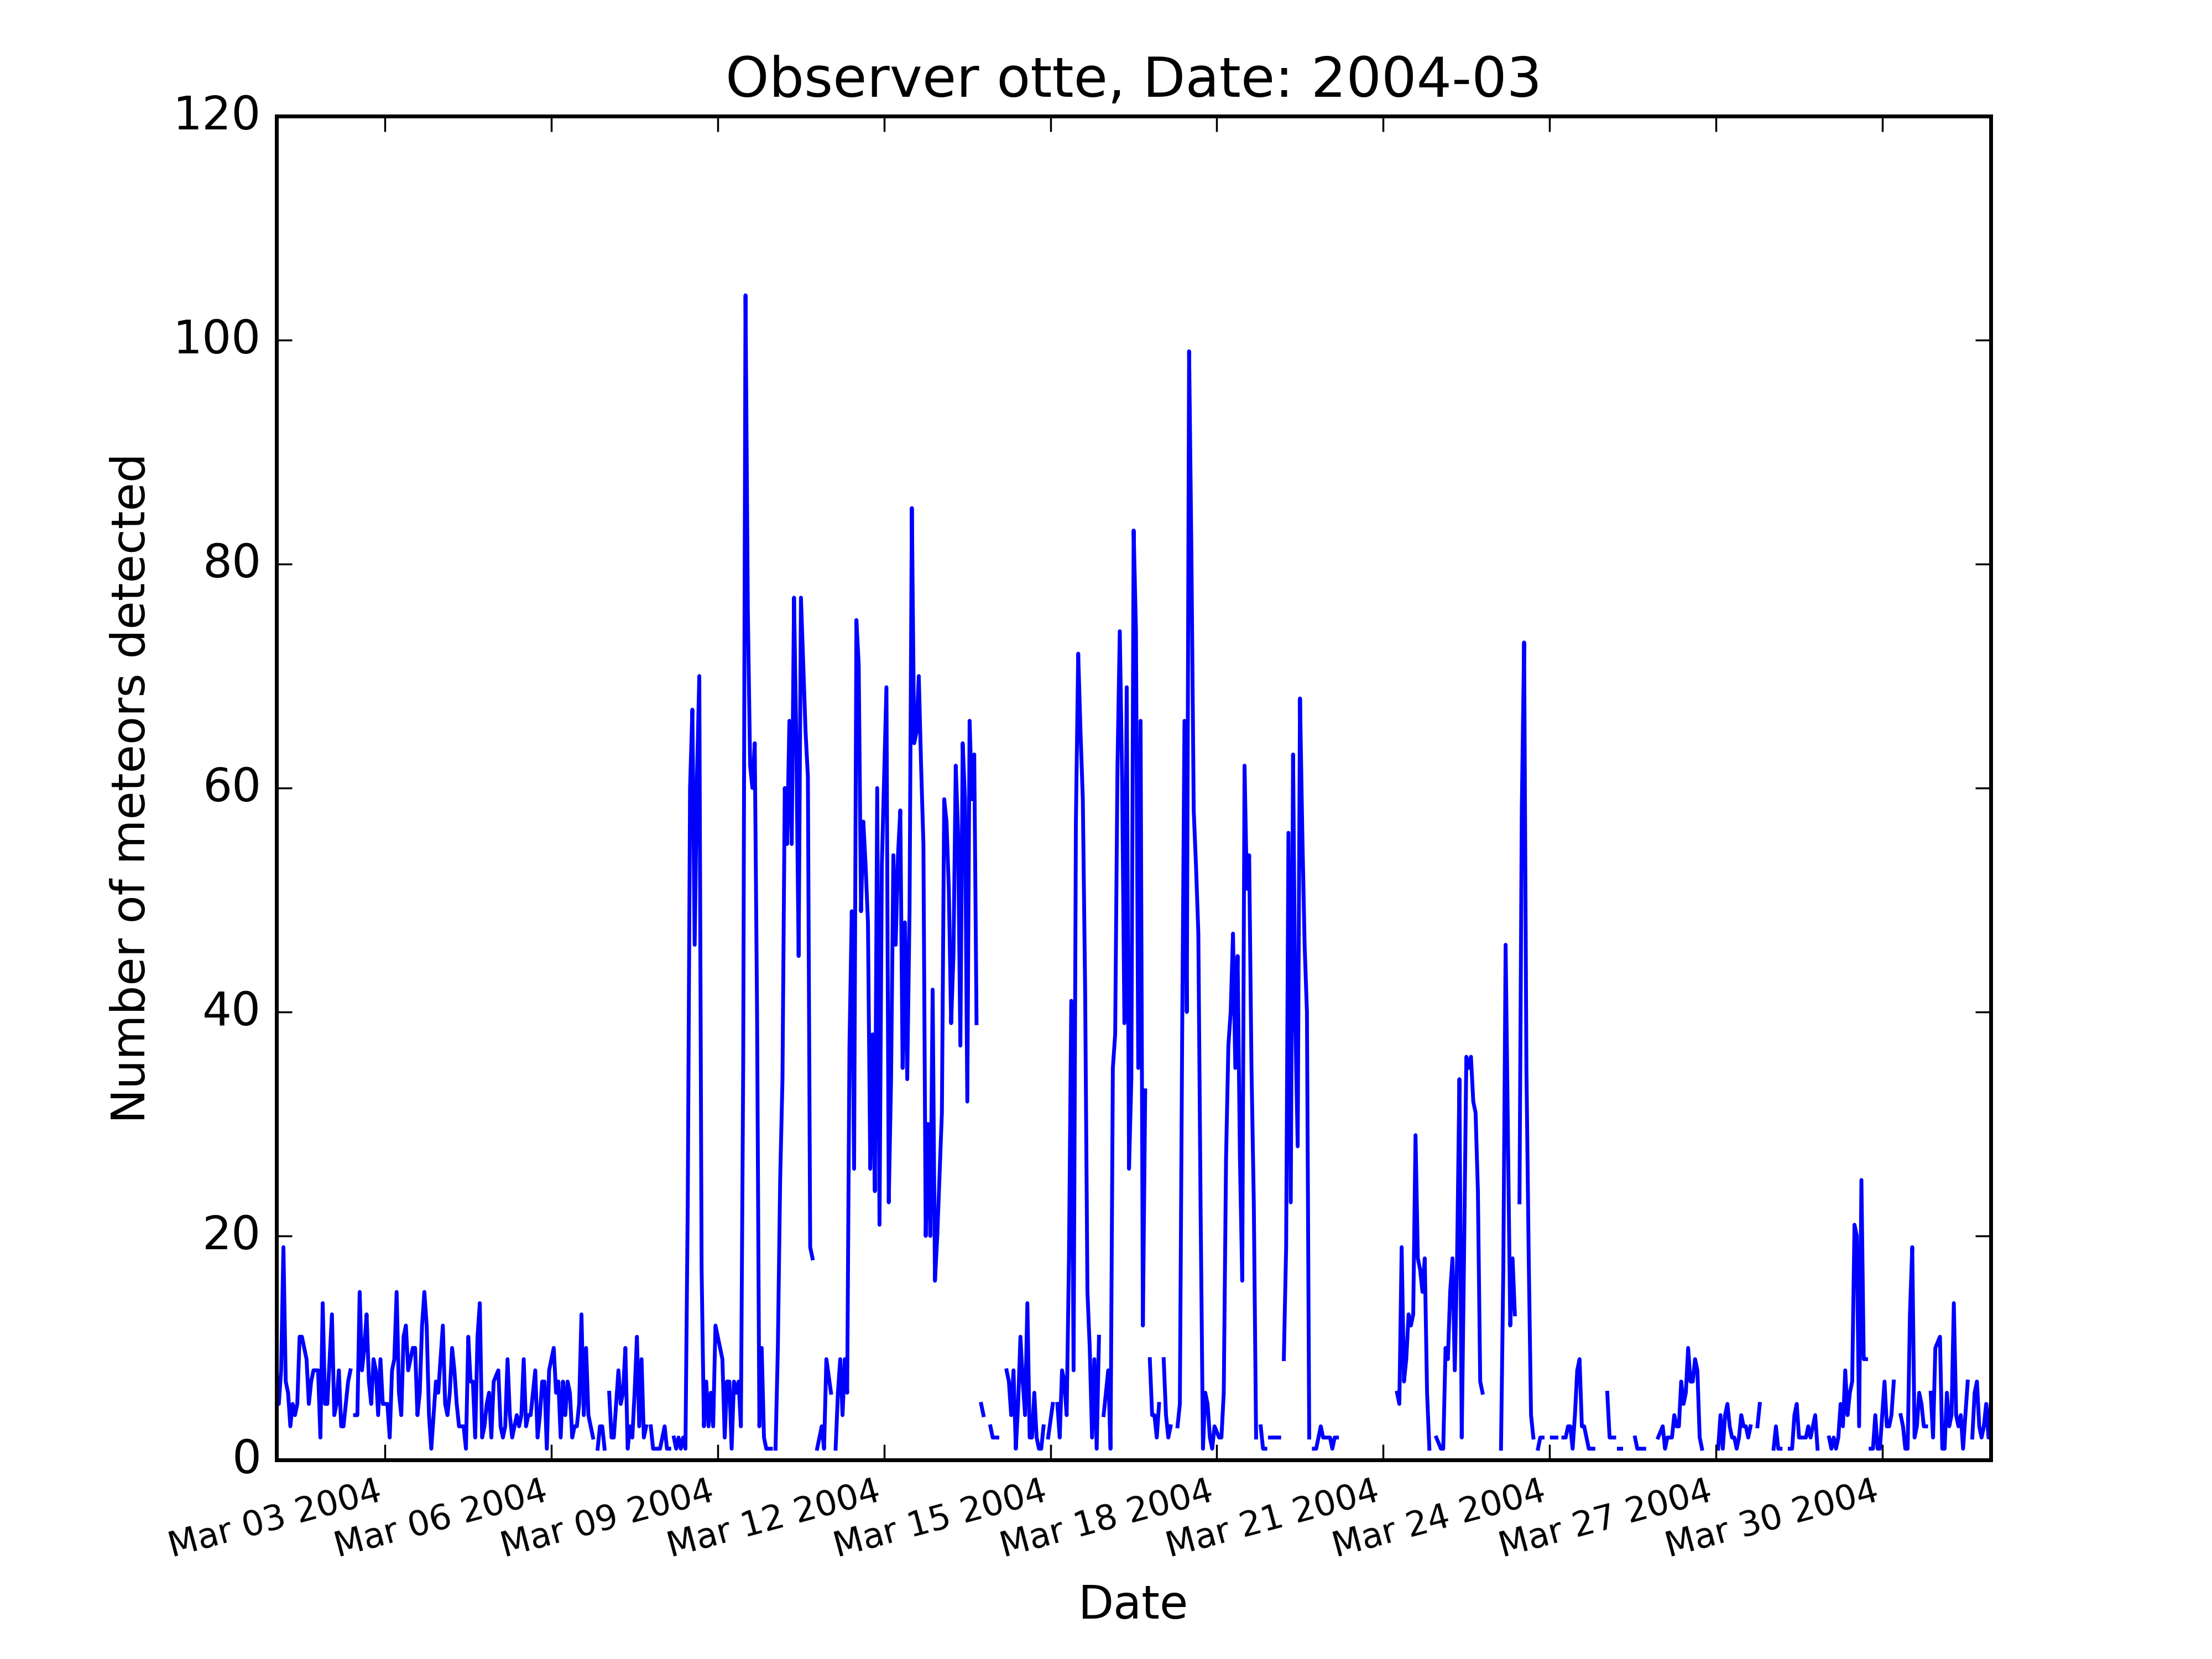 Observer otte, Date: 2004-03
120
100
80
60
40
20
0
Number of meteors detected
Mar 03 2004
Mar 06 2004
Mar 09 2004
Mar 12 2004
Mar 15 2004
Mar 18 2004
Mar 21 2004
Mar 24 2004
Mar 27 2004
Mar 30 2004
Date